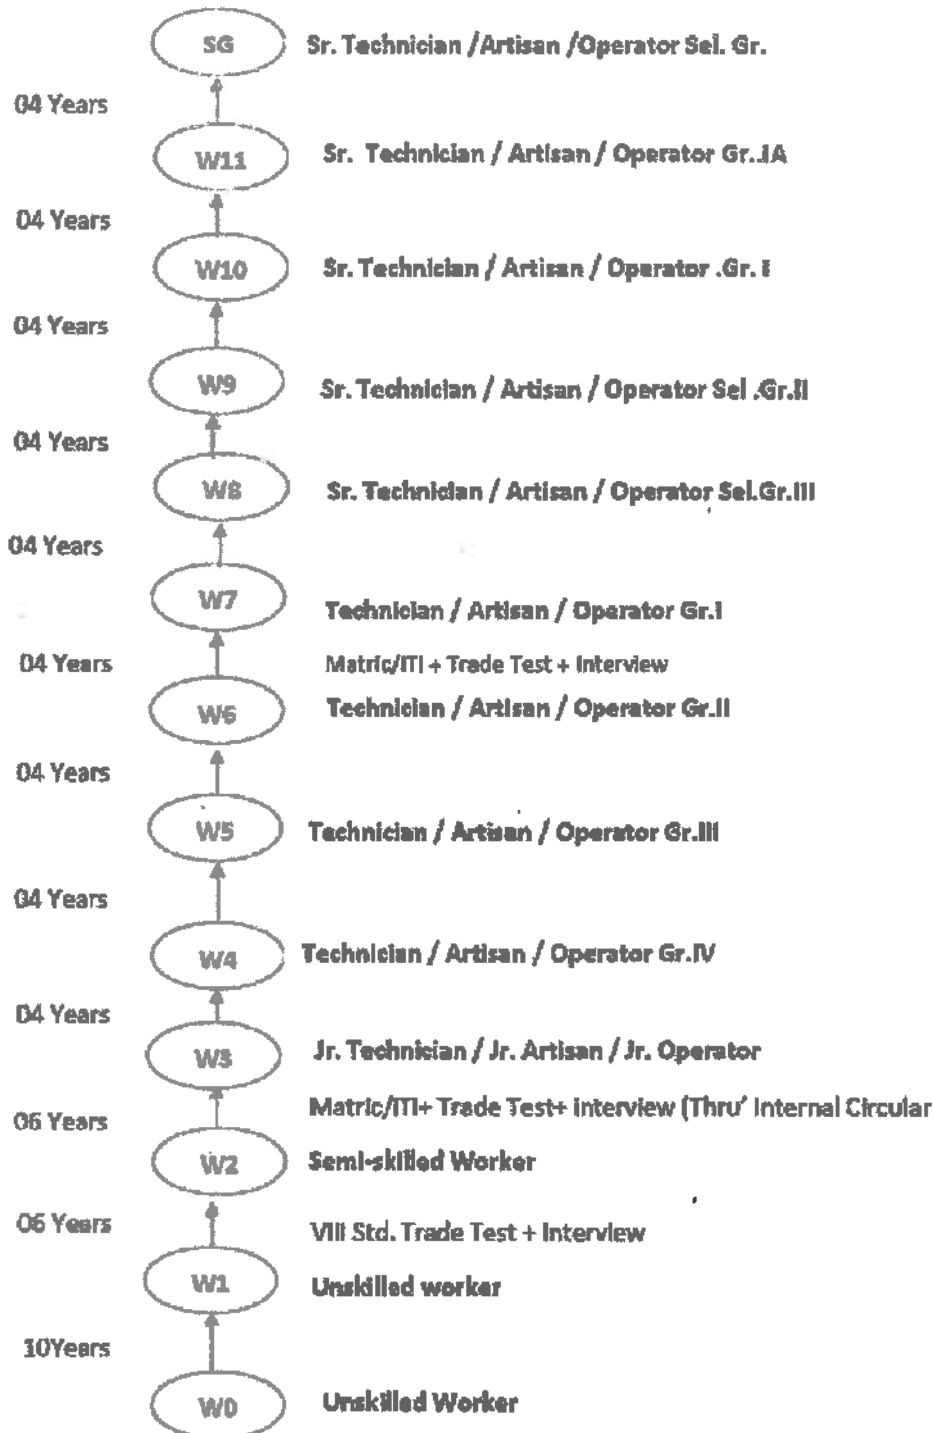 SG Sr. Technician /Artisan /Operator Sel. Gr.
04 Years
W11 Sr. Technician / Artisan / Operator Gr..IA
04 Years
W10 Sr. Technician / Artisan / Operator .Gr. I
04 Years
W9 Sr. Technician / Artisan / Operator Sel .Gr.II
04 Years
W8 Sr. Technician / Artisan / Operator Sel.Gr.III
04 Years
W7 Technician / Artisan / Operator Gr.I
04 Years Matric/ITI + Trade Test + Interview
W6 Technician / Artisan / Operator Gr.II
04 Years
W5 Technician / Artisan / Operator Gr.III
04 Years
W4 Technician / Artisan / Operator Gr.IV
04 Years
W3 Jr. Technician / Jr. Artisan / Jr. Operator
06 Years Matric/ITI+ Trade Test+ Interview (Thru' Internal Circular
W2 Semi-skilled Worker
06 Years VIII Std. Trade Test + Interview
W1 Unskilled worker
10Years
W0 Unskilled Worker